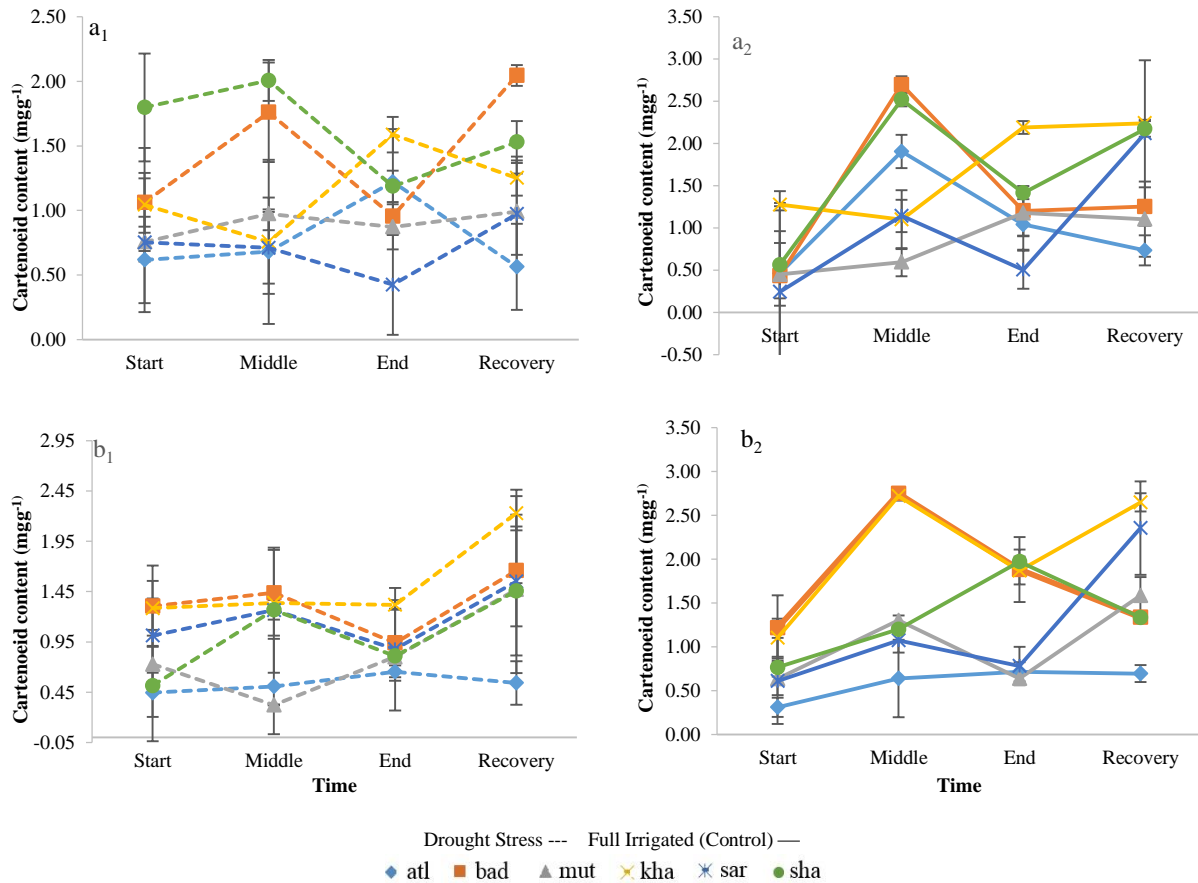 a1
Cartenoeid content (mgg-1)
2.50
2.00
1.50
1.00
0.50
0.00
Start Middle End Recovery
a2
Cartenoeid content (mgg-1)
3.50
3.00
2.50
2.00
1.50
1.00
0.50
0.00
-0.50
Start Middle End Recovery
b1
Cartenoeid content (mgg-1)
2.95
2.45
1.95
1.45
0.95
0.45
-0.05
Start Middle End Recovery
Time
b2
Cartenoeid content (mgg-1)
3.50
3.00
2.50
2.00
1.50
1.00
0.50
0.00
Start Middle End Recovery
Time
Drought Stress --- Full Irrigated (Control) —
atl bad mut kha sar sha